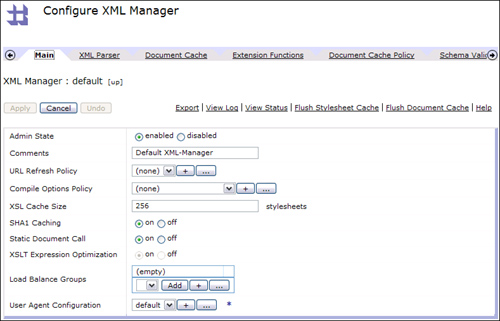 Configure XML Manager
Main XML Parser Document Cache Extension Functions Document Cache Policy Schema Valid
XML Manager : default [up]
Apply Cancel Undo Export | View Log | View Status | Flush Stylesheet Cache | Flush Document Cache | Help
Admin State enabled disabled
Comments Default XML-Manager
URL Refresh Policy (none) + ...
Compile Options Policy (none) + ...
XSL Cache Size 256 stylesheets
SHA1 Caching on off
Static Document Call on off
XSLT Expression Optimization on off
(empty)
Load Balance Groups Add + ...
User Agent Configuration default + ... *